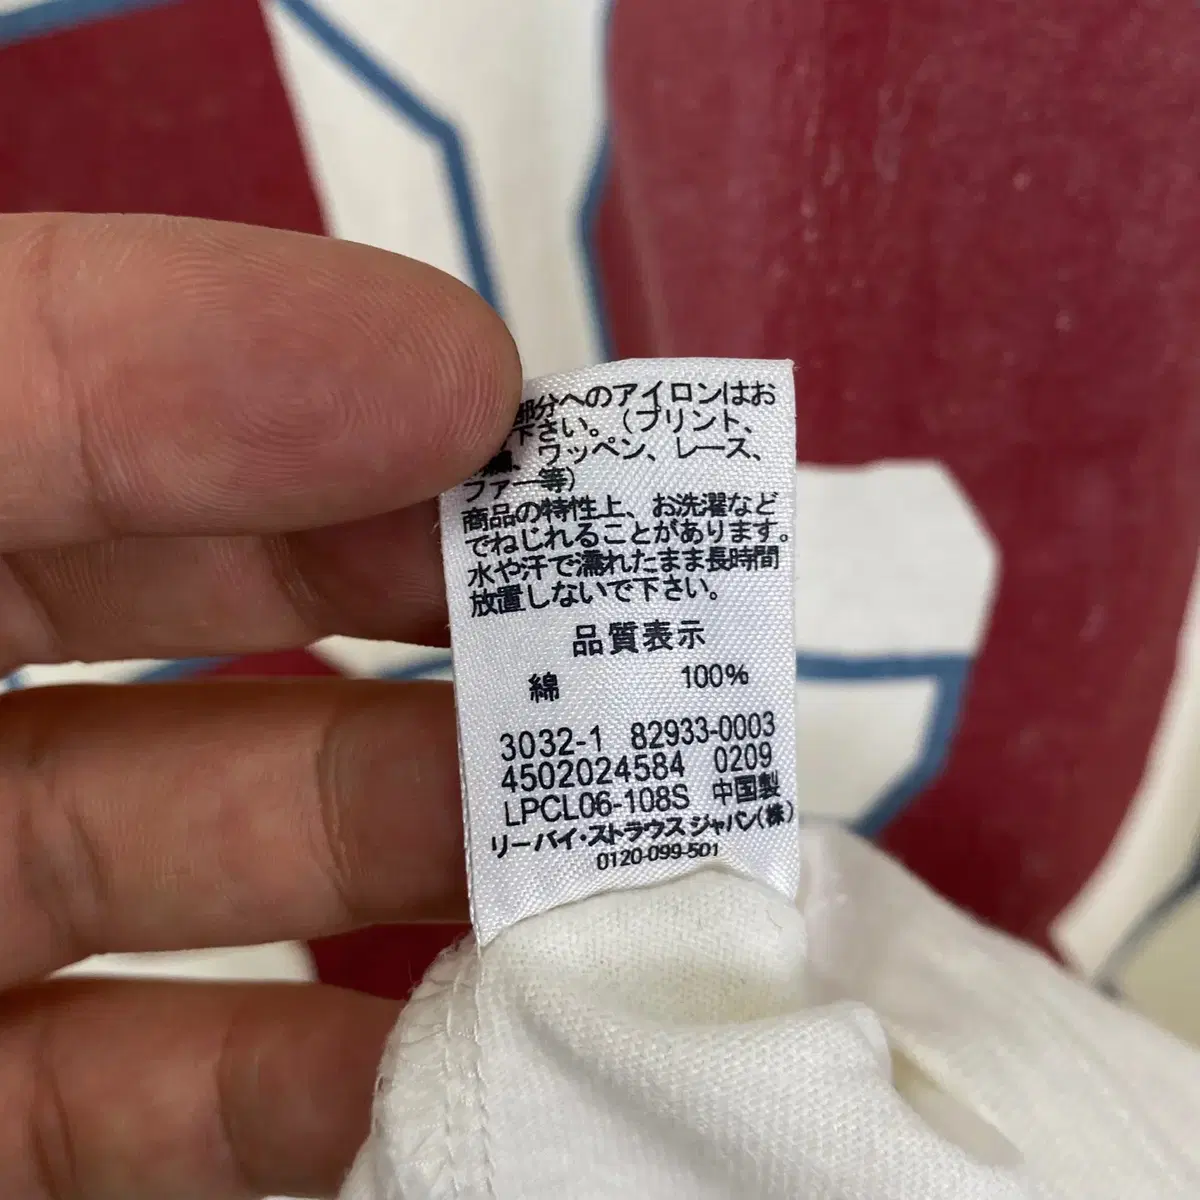 部分へのアイロンはお
下さい。（プリント、
、ワッペン、レース、
ファー等）
商品の特性上、お洗濯など
でねじれることがあります。
水や汗で濡れたまま長時間
放置しないで下さい。
品質表示
綿 100%
3032-1 82933-0003
4502024584 0209
LPCL06-108S 中国製
リーバイ・ストラウスジャパン(株)
0120-099-501